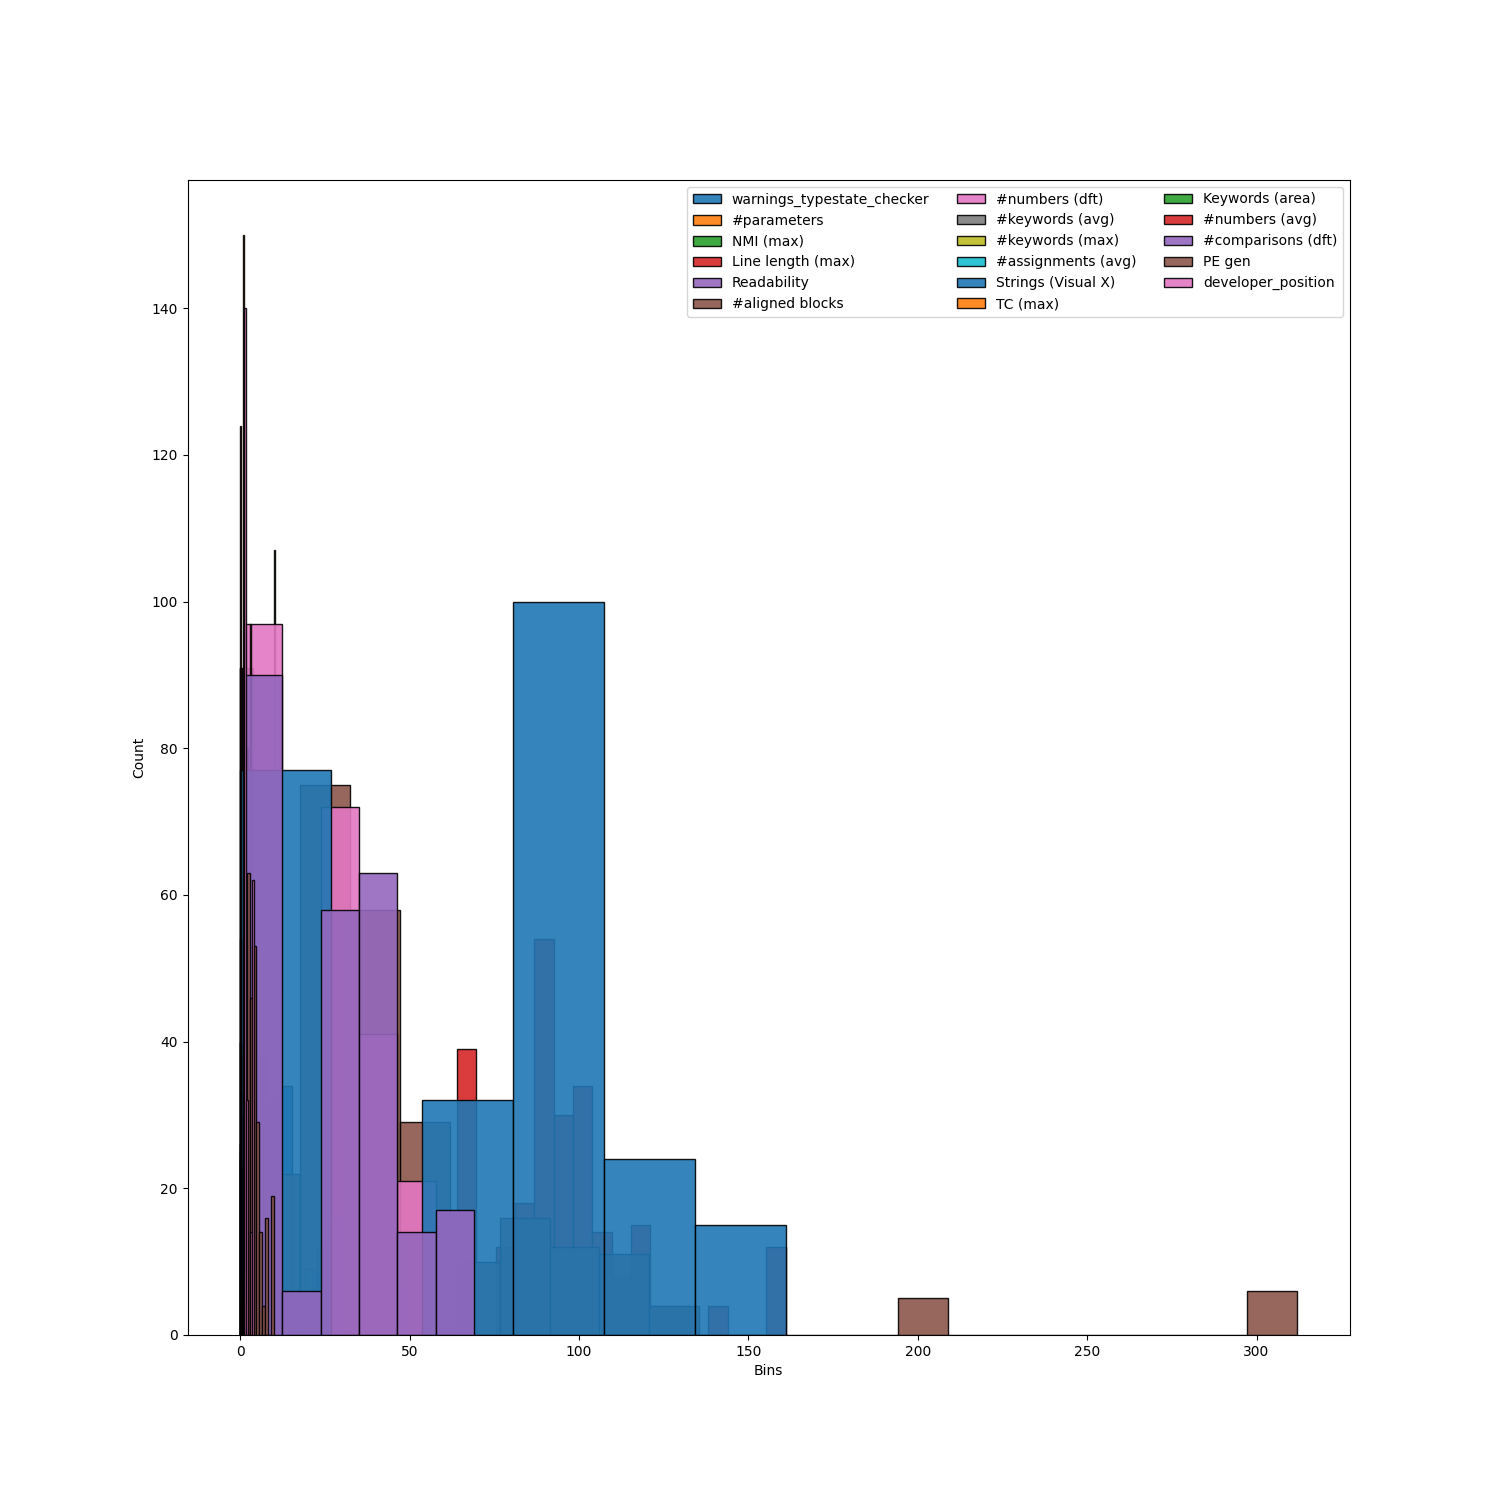 warnings_typestate_checker
#parameters
NMI (max)
Line length (max)
Readability
#aligned blocks
#numbers (dft)
#keywords (avg)
#keywords (max)
#assignments (avg)
Strings (Visual X)
TC (max)
Keywords (area)
#numbers (avg)
#comparisons (dft)
PE gen
developer_position
140
120
100
80
60
40
20
0
Count
0 50 100 150 200 250 300
Bins